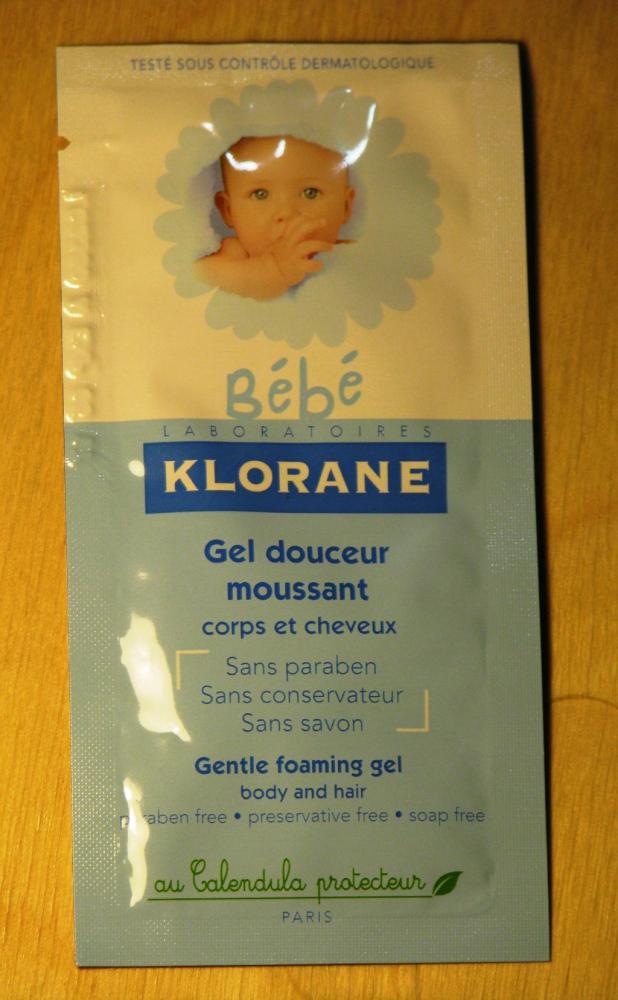 TESTÉ SOUS CONTRÔLE DERMATOLOGIQUE
Bébé
LABORATOIRES
KLORANE
Gel douceur
moussant
corps et cheveux
Sans paraben
Sans conservateur
Sans savon
Gentle foaming gel
body and hair
paraben free • preservative free • soap free
au Calendula protecteur
PARIS